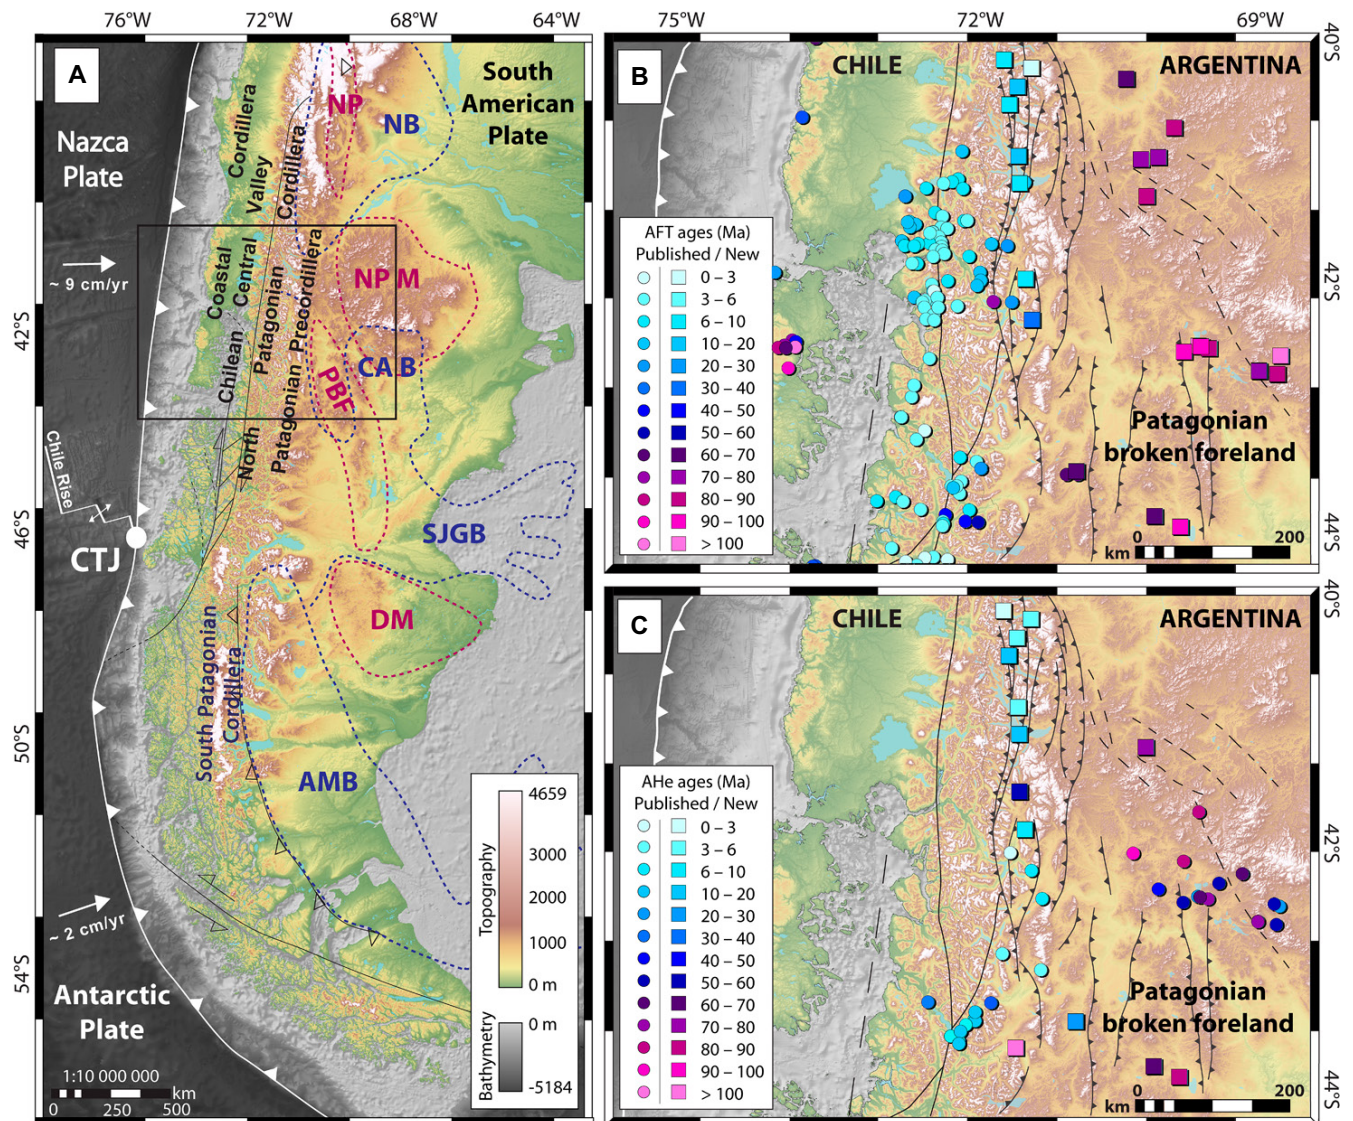 76°W
72°W
68°W
64°W
A
South
American
Plate
NP
NB
Nazca
Plate
Cordillera
Valley
Cordillera
~ 9 cm/yr
NP M
42°S
Coastal
Central
Chilean
Patagonian
North
Patagonian Precordillera
CA B
PBF
Chile Rise
46°S
CTJ
SJGB
DM
South Patagonian
Cordillera
50°S
AMB
~ 2 cm/yr
54°S
Antarctic
Plate
1:10 000 000
km
0
250
500
Topography
4659
3000
2000
1000
0 m
Bathymetry
0 m
-5184
75°W
72°W
69°W
B
CHILE
ARGENTINA
40°S
42°S
44°S
AFT ages (Ma)
Published / New
0 – 3
3 – 6
6 – 10
10 – 20
20 – 30
30 – 40
40 – 50
50 – 60
60 – 70
70 – 80
80 – 90
90 – 100
> 100
Patagonian
broken foreland
0
200
km
C
CHILE
ARGENTINA
40°S
42°S
44°S
AHe ages (Ma)
Published / New
0 – 3
3 – 6
6 – 10
10 – 20
20 – 30
30 – 40
40 – 50
50 – 60
60 – 70
70 – 80
80 – 90
90 – 100
> 100
Patagonian
broken foreland
0
200
km